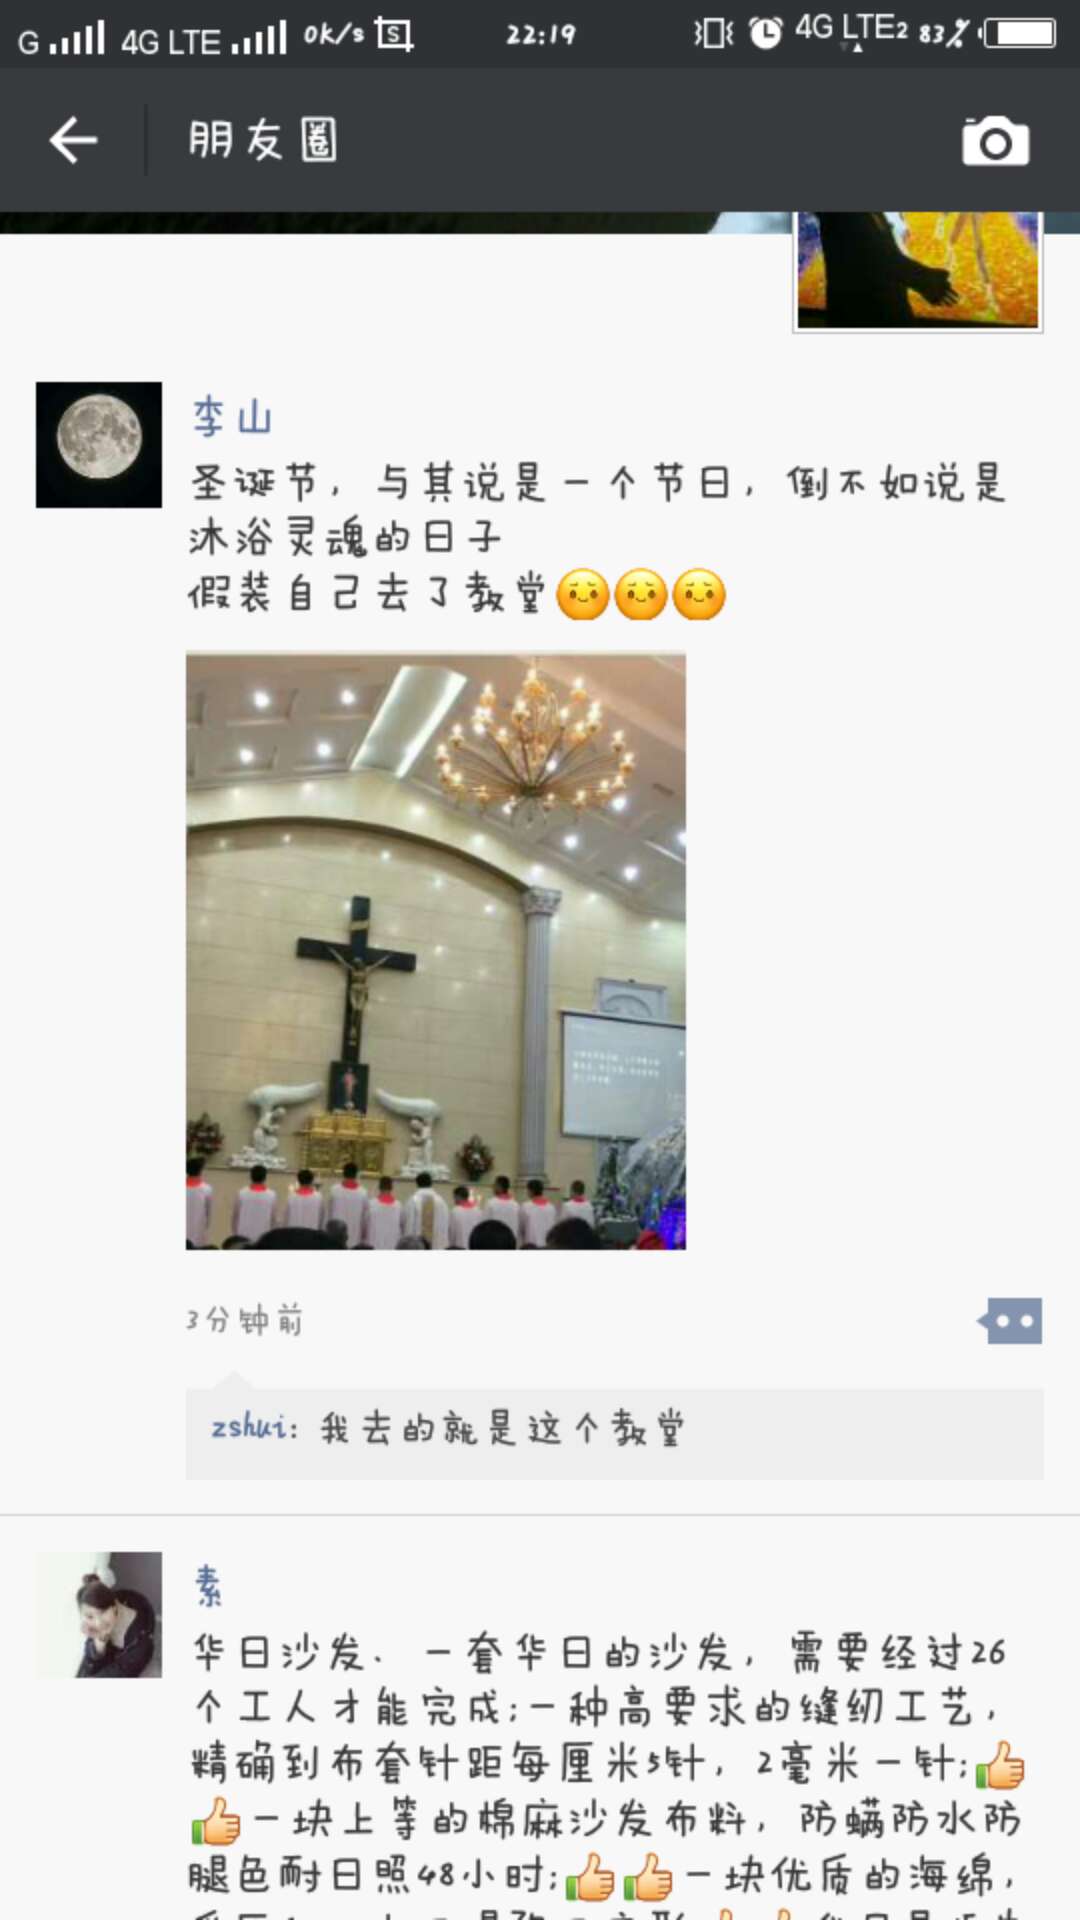 G 4G LTE 0k/s 22:19 4G LTE2 83%
朋友圈
李山
圣诞节，与其说是一个节日，倒不如说是
沐浴灵魂的日子
假装自己去了教堂
3分钟前
zshui: 我去的就是这个教堂
素
华日沙发、一套华日的沙发，需要经过26
个工人才能完成;一种高要求的缝纫工艺，
精确到布套针距每厘米5针，2毫米一针;
一块上等的棉麻沙发布料，防螨防水防
腿色耐日照48小时;一块优质的海绵，